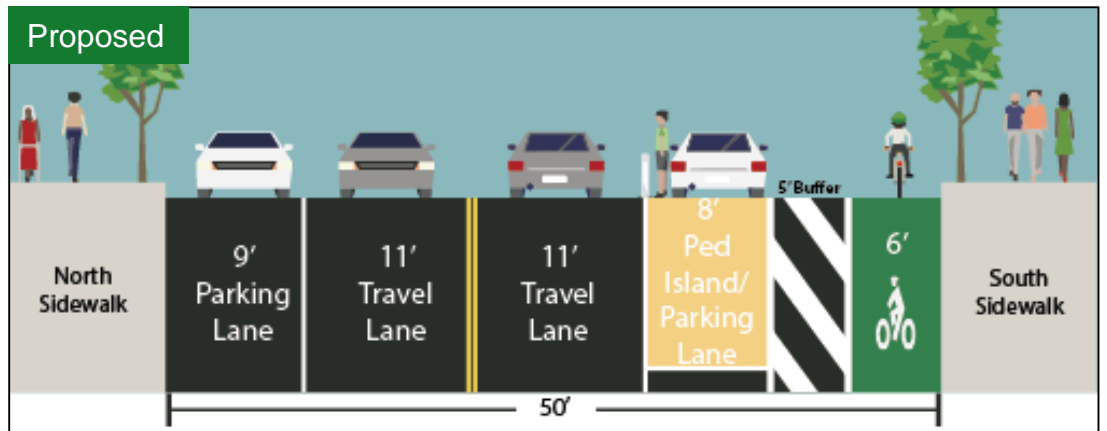 Proposed
North
Sidewalk
9'
Parking
Lane
11'
Travel
Lane
11'
Travel
Lane
8'
Ped
Island/
Parking
Lane
5' Buffer
6'
South
Sidewalk
50'